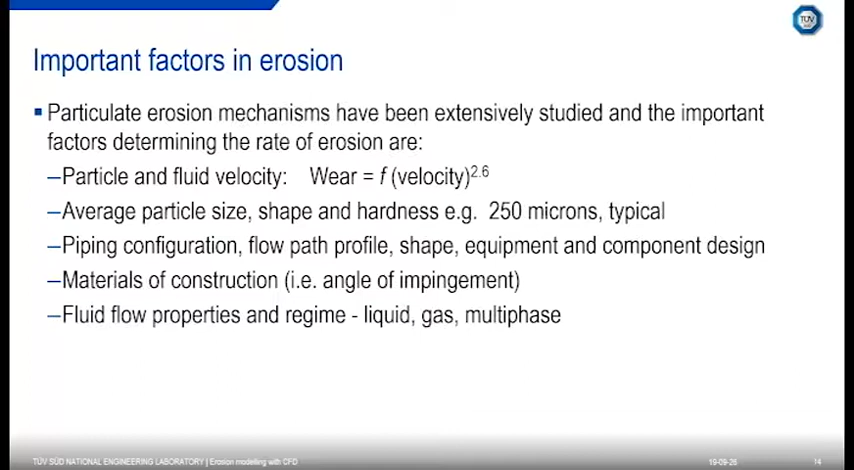 TÜV
Important factors in erosion
▪ Particulate erosion mechanisms have been extensively studied and the important
factors determining the rate of erosion are:
–Particle and fluid velocity: Wear = f (velocity)2.6
–Average particle size, shape and hardness e.g. 250 microns, typical
–Piping configuration, flow path profile, shape, equipment and component design
–Materials of construction (i.e. angle of impingement)
–Fluid flow properties and regime - liquid, gas, multiphase
TÜV SÜD NATIONAL ENGINEERING LABORATORY | Erosion modelling with CFD
19-09-26
14